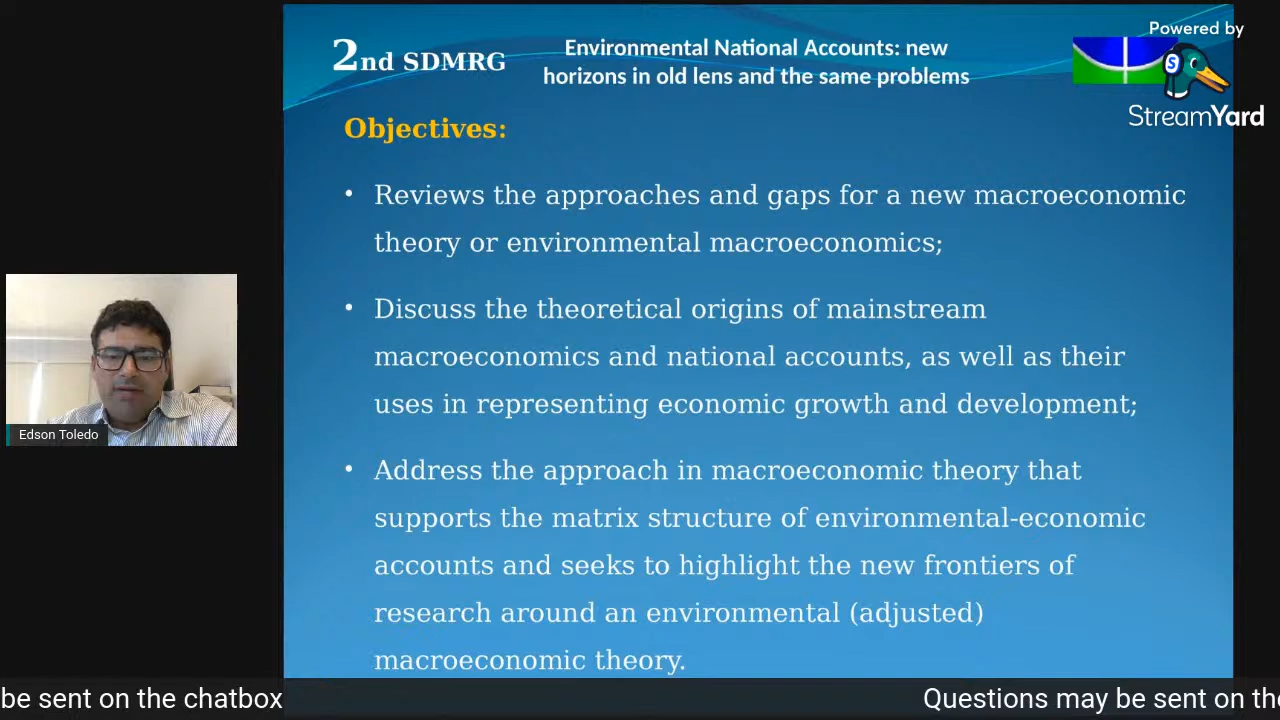 2nd SDMRG
Environmental National Accounts: new
horizons in old lens and the same problems
Powered by
S
StreamYard
Objectives:
• Reviews the approaches and gaps for a new macroeconomic
theory or environmental macroeconomics;
• Discuss the theoretical origins of mainstream
macroeconomics and national accounts, as well as their
uses in representing economic growth and development;
• Address the approach in macroeconomic theory that
supports the matrix structure of environmental-economic
accounts and seeks to highlight the new frontiers of
research around an environmental (adjusted)
macroeconomic theory.
Edson Toledo
be sent on the chatbox
Questions may be sent on the